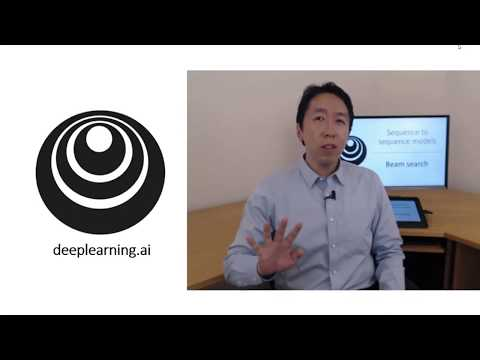 deeplearning.ai
Sequence to
sequence models
Beam search